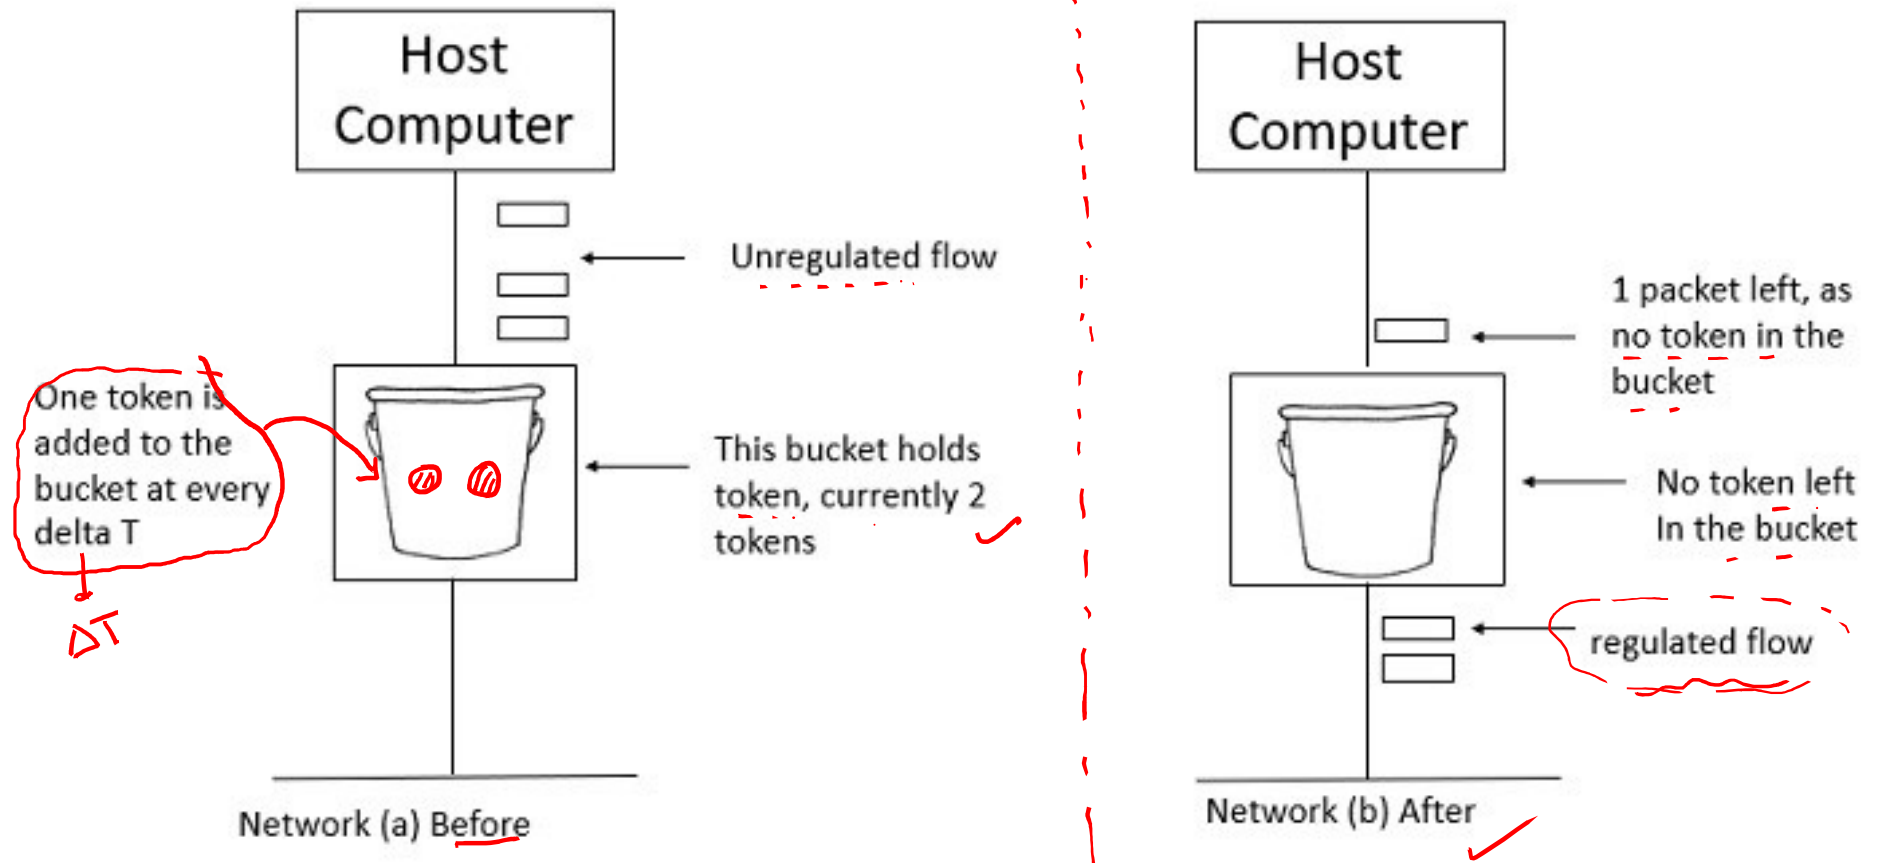 Host
Computer
Unregulated flow
One token is
added to the
bucket at every
delta T
ΔT
This bucket holds
token, currently 2
tokens
Network (a) Before
Host
Computer
1 packet left, as
no token in the
bucket
No token left
In the bucket
regulated flow
Network (b) After